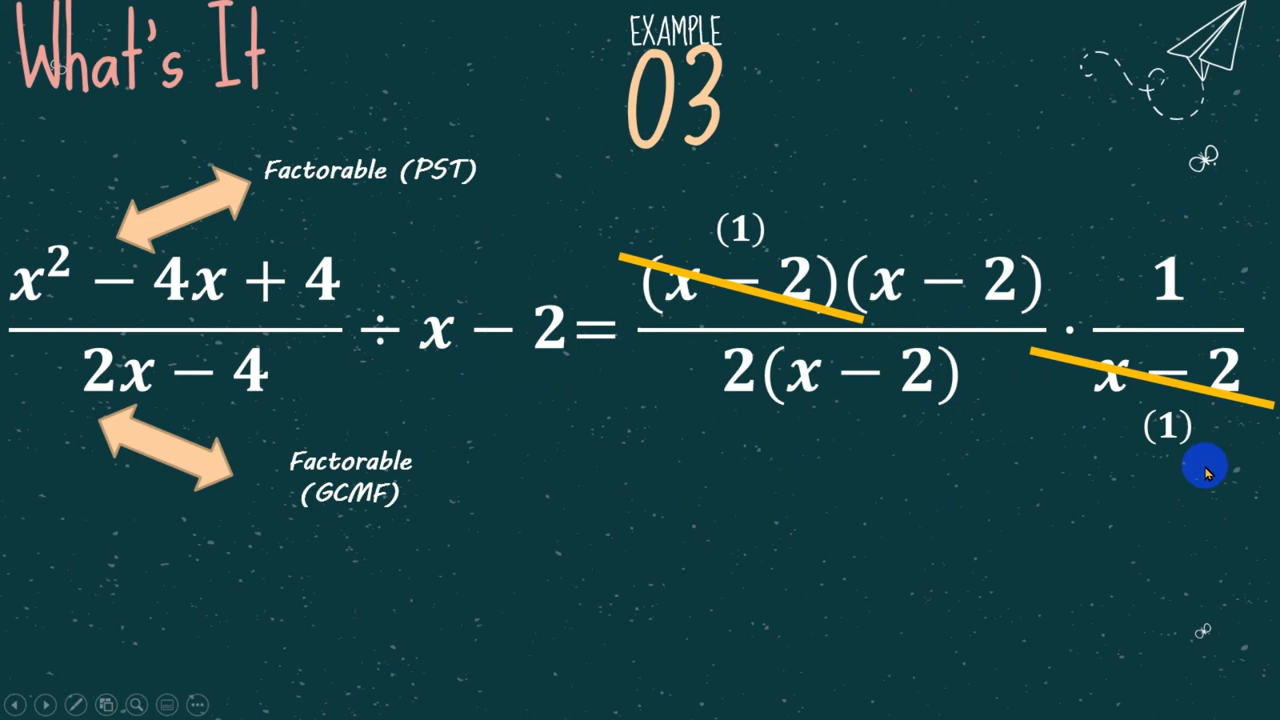 What's It
EXAMPLE
03
Factorable (PST)
(1)
x² − 4x + 4 / 2x − 4 ÷ x − 2 = (x − 2)(x − 2) / 2(x − 2) · 1 / x − 2
(1)
Factorable
(GCMF)